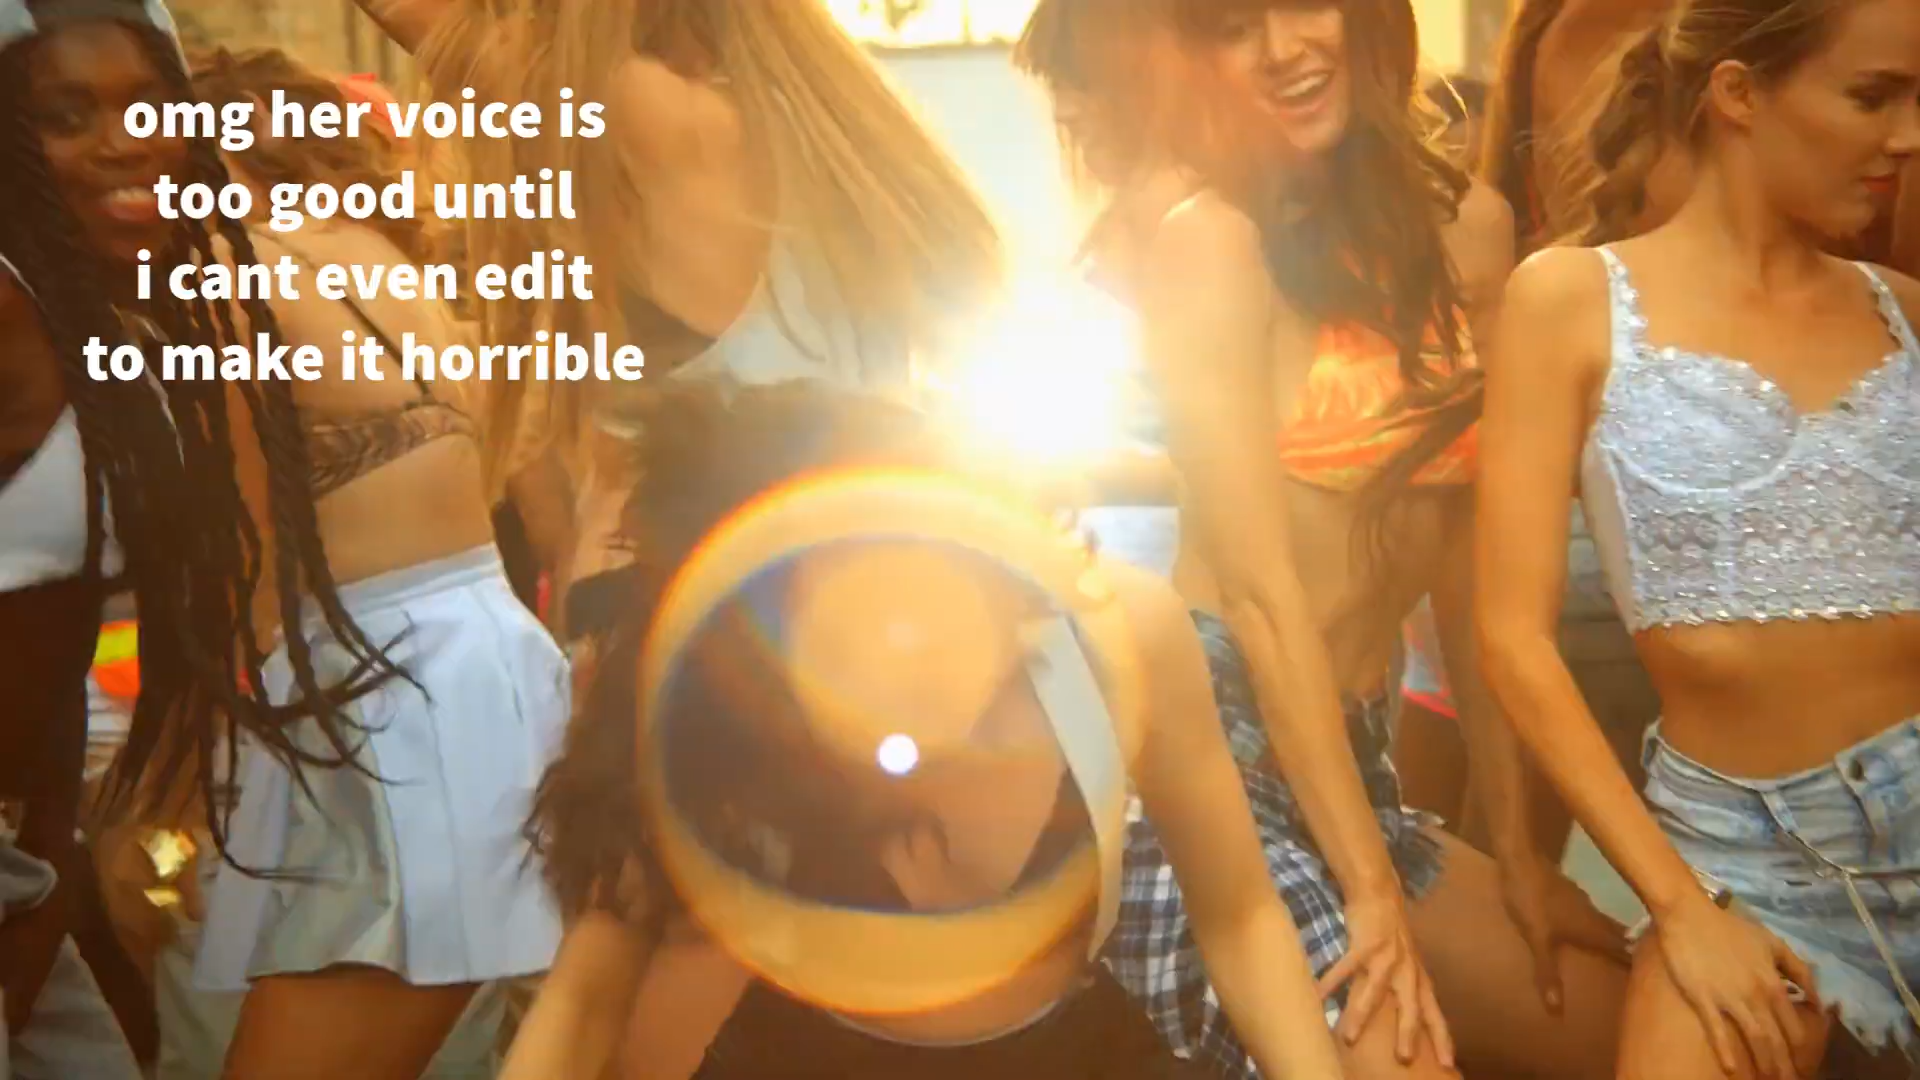 omg her voice is
too good until
i cant even edit
to make it horrible